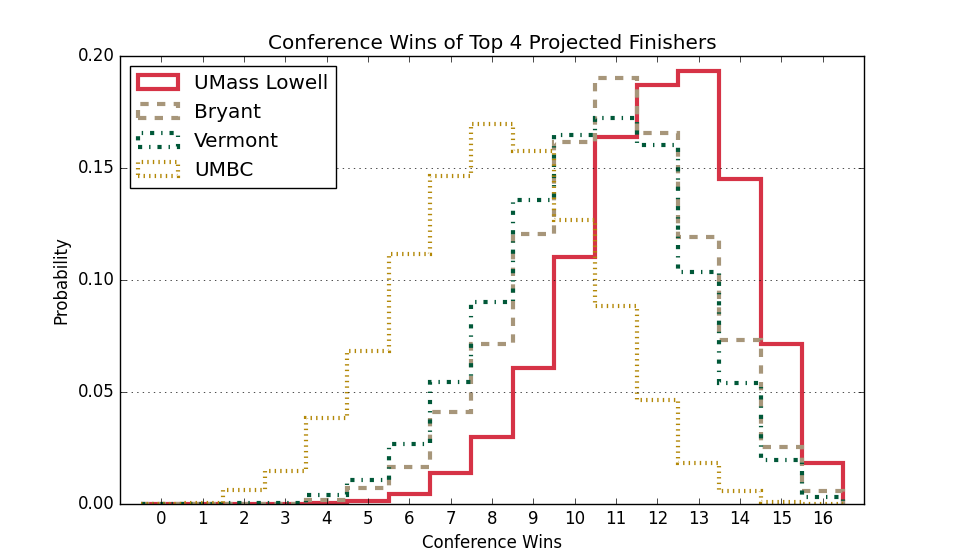 Conference Wins of Top 4 Projected Finishers
0.20
0.15
0.10
0.05
0.00
Probability
UMass Lowell
Bryant
Vermont
UMBC
0 1 2 3 4 5 6 7 8 9 10 11 12 13 14 15 16
Conference Wins